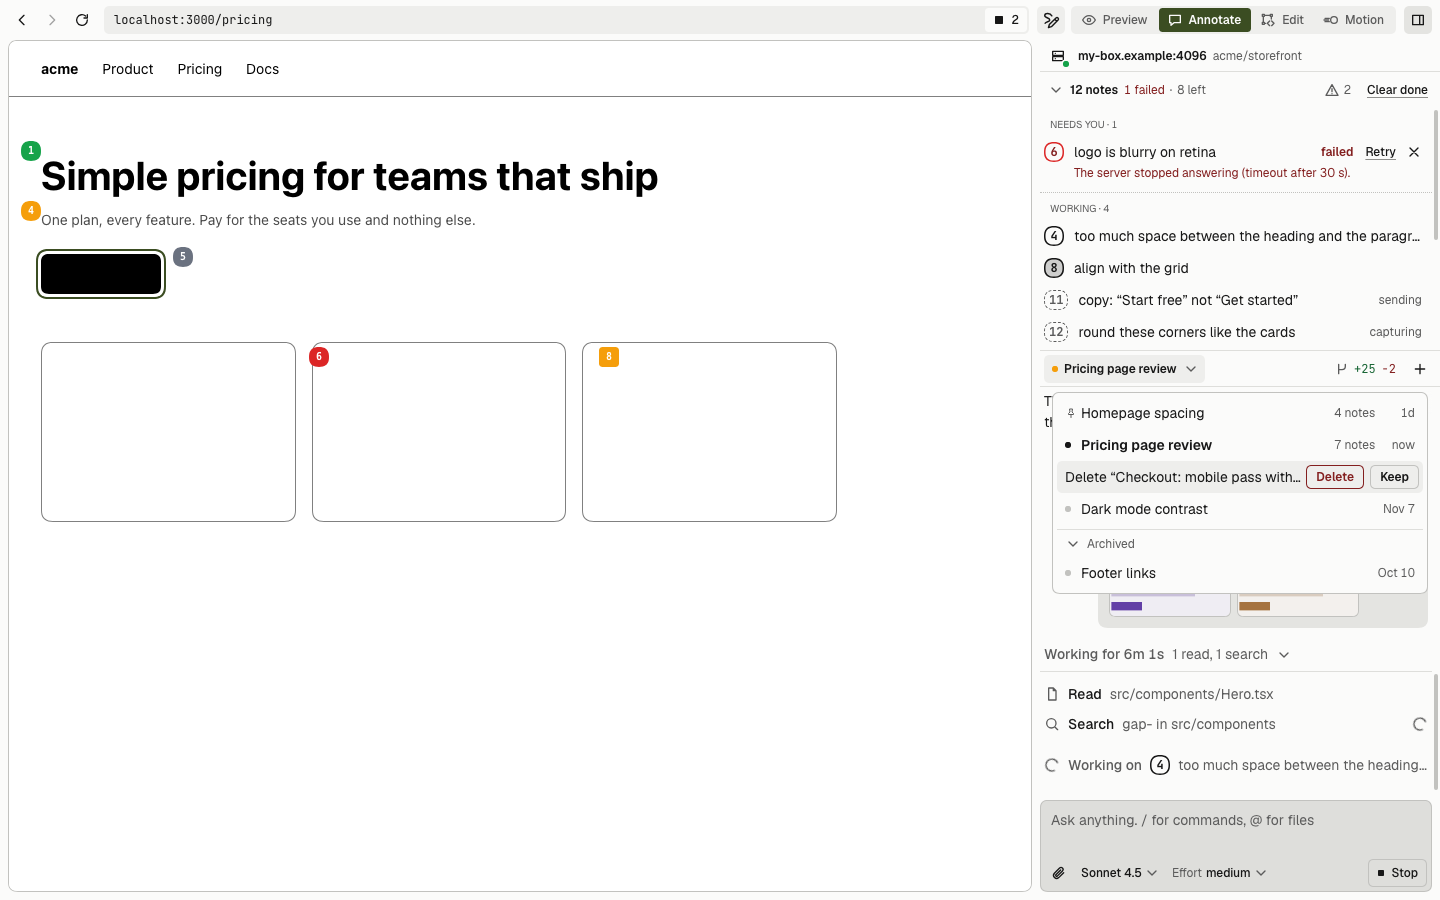 localhost:3000/pricing
2
Preview
Annotate
Edit
Motion
acme
Product
Pricing
Docs
1
Simple pricing for teams that ship
4
One plan, every feature. Pay for the seats you use and nothing else.
5
6
8
my-box.example:4096 acme/storefront
12 notes 1 failed · 8 left
2
Clear done
NEEDS YOU · 1
6 logo is blurry on retina failed Retry
The server stopped answering (timeout after 30 s).
WORKING · 4
4 too much space between the heading and the paragr…
8 align with the grid
11 copy: “Start free” not “Get started” sending
12 round these corners like the cards capturing
Pricing page review
+25 -2
Homepage spacing 4 notes 1d
Pricing page review 7 notes now
Delete “Checkout: mobile pass with… Delete Keep
Dark mode contrast Nov 7
Archived
Footer links Oct 10
Working for 6m 1s 1 read, 1 search
Read src/components/Hero.tsx
Search gap- in src/components
Working on 4 too much space between the heading…
Ask anything. / for commands, @ for files
Sonnet 4.5
Effort medium
Stop